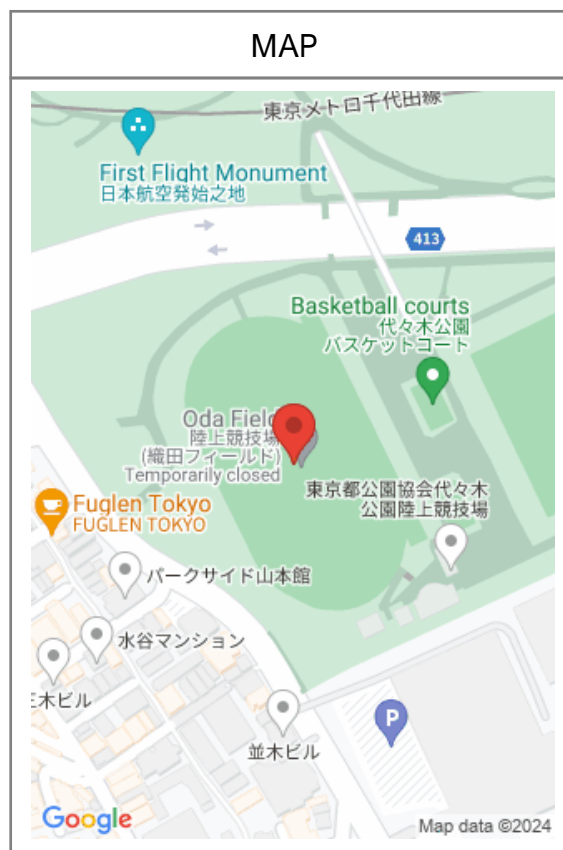 MAP
東京メトロ千代田線
First Flight Monument
日本航空発始之地
413
Basketball courts
代々木公園
バスケットコート
Oda Field
陸上競技場
(織田フィールド)
Temporarily closed
東京都公園協会代々木
公園陸上競技場
Fuglen Tokyo
FUGLEN TOKYO
パークサイド山本館
水谷マンション
木ビル
並木ビル
P
Google
Map data ©2024